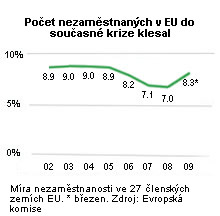 Počet nezaměstnaných v EU do
současné krize klesal
10%
8.9 9.0 9.0 8.9 8.2 7.1 7.0 8.3*
5%
0%
02 03 04 05 06 07 08 09
Míra nezaměstnanosti ve 27 členských
zemích EU. * březen. Zdroj: Evropská
komise